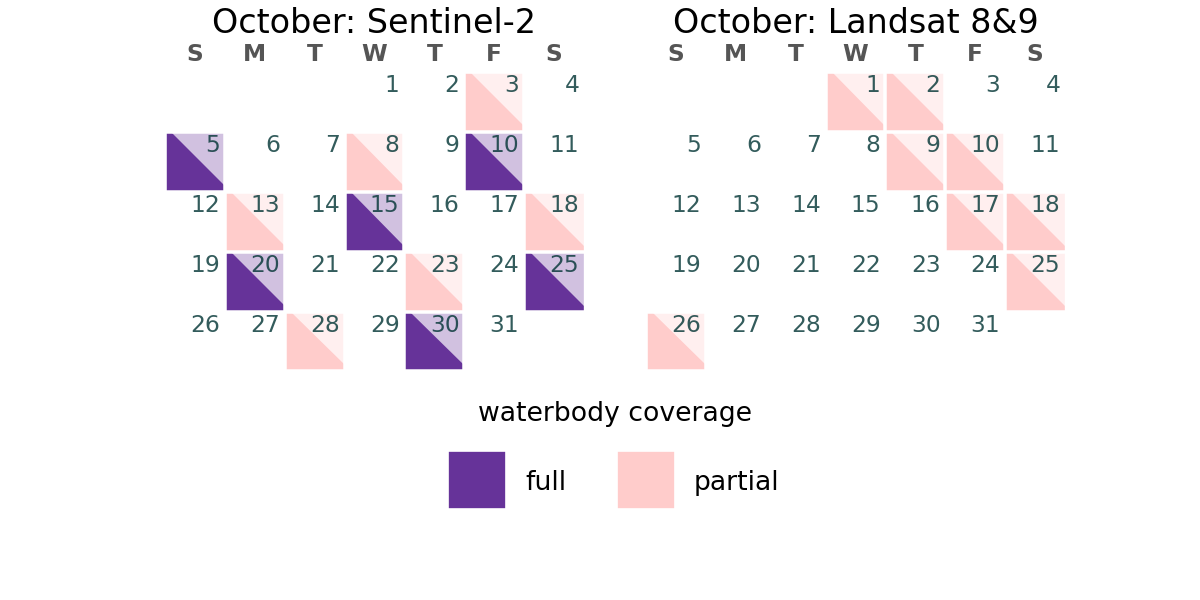 October: Sentinel-2
S M T W T F S
1 2 3 4
5 6 7 8 9 10 11
12 13 14 15 16 17 18
19 20 21 22 23 24 25
26 27 28 29 30 31
October: Landsat 8&9
S M T W T F S
1 2 3 4
5 6 7 8 9 10 11
12 13 14 15 16 17 18
19 20 21 22 23 24 25
26 27 28 29 30 31
waterbody coverage
full partial